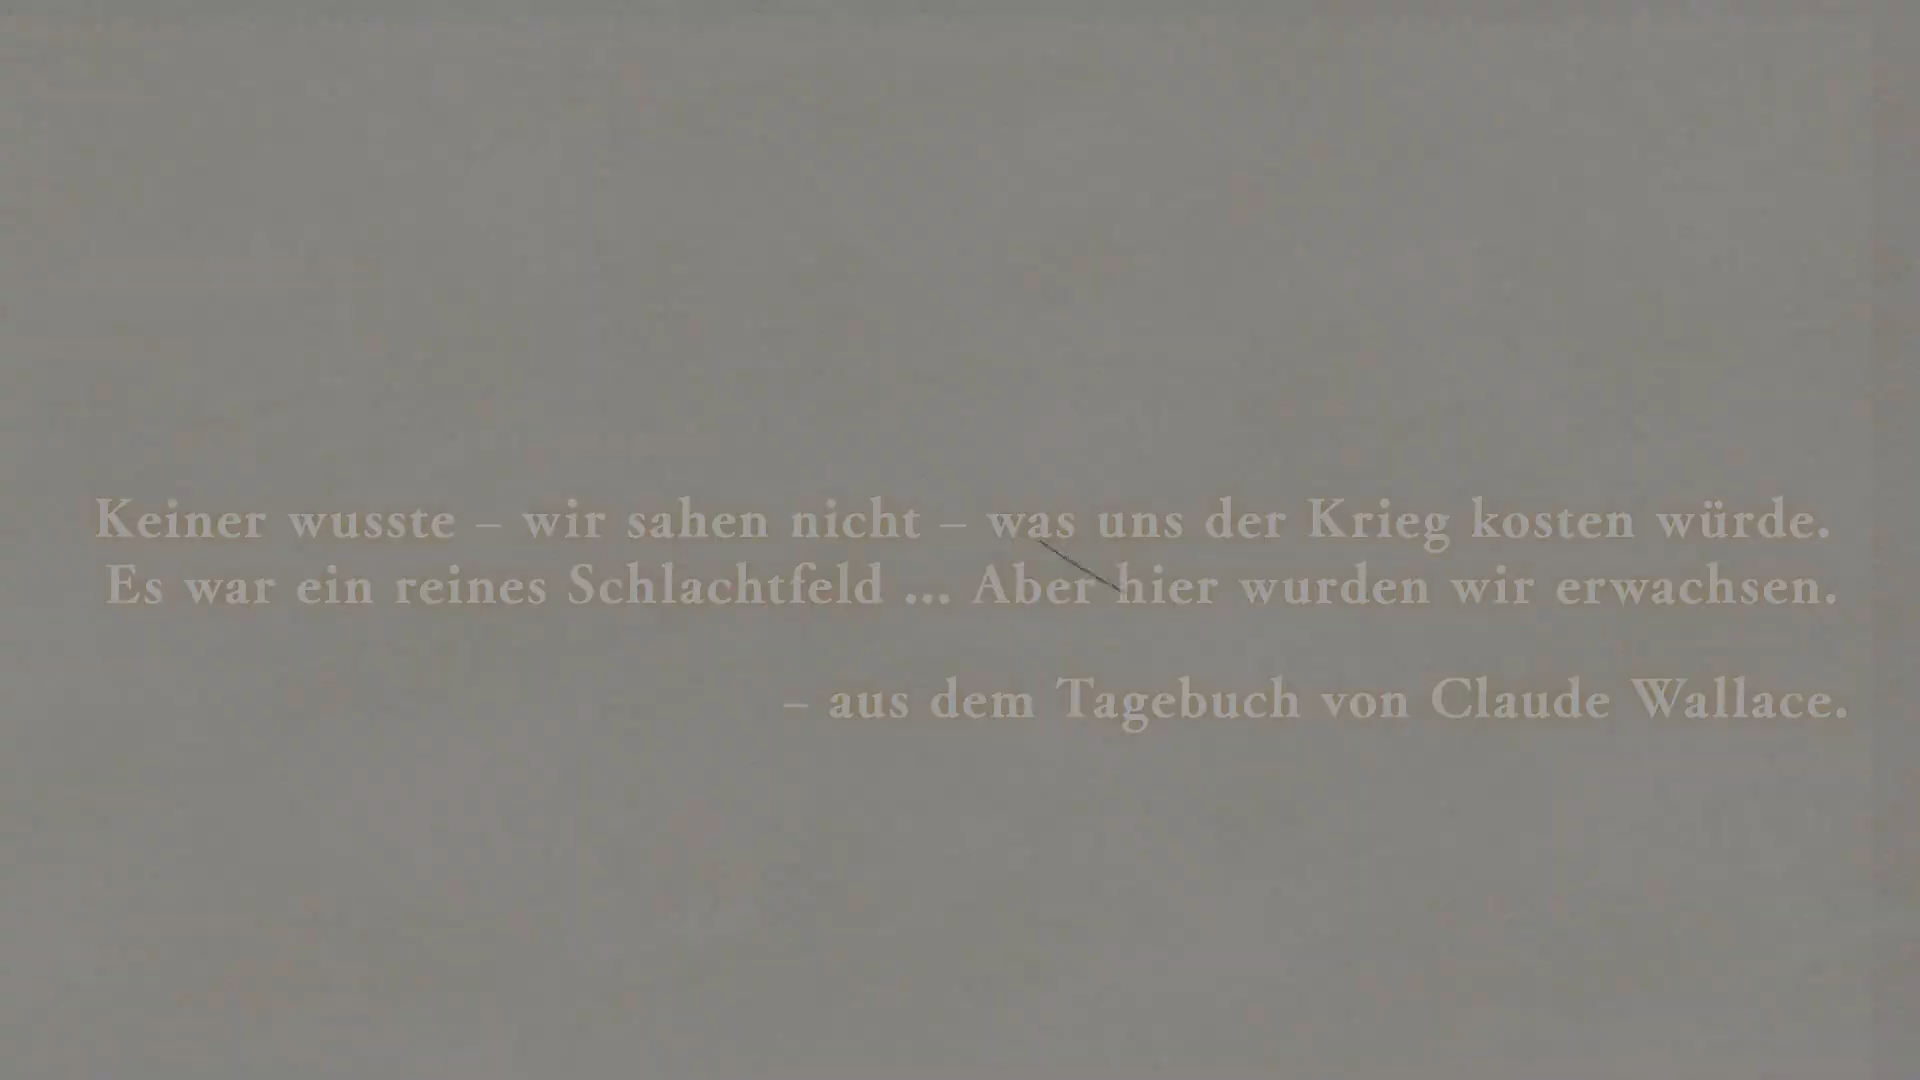 Keiner wusste – wir sahen nicht – was uns der Krieg kosten würde.
Es war ein reines Schlachtfeld ... Aber hier wurden wir erwachsen.
– aus dem Tagebuch von Claude Wallace.